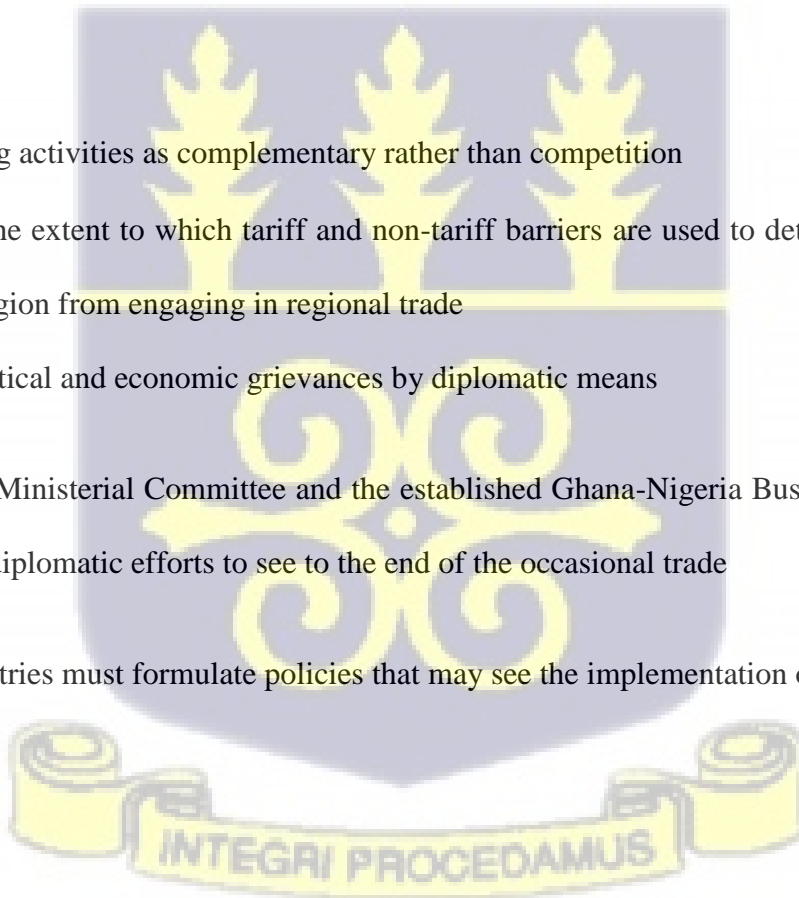 g activities as complementary rather than competition
he extent to which tariff and non-tariff barriers are used to det
gion from engaging in regional trade
tical and economic grievances by diplomatic means
Ministerial Committee and the established Ghana-Nigeria Bus
diplomatic efforts to see to the end of the occasional trade
tries must formulate policies that may see the implementation o
INTEGRI PROCEDAMUS